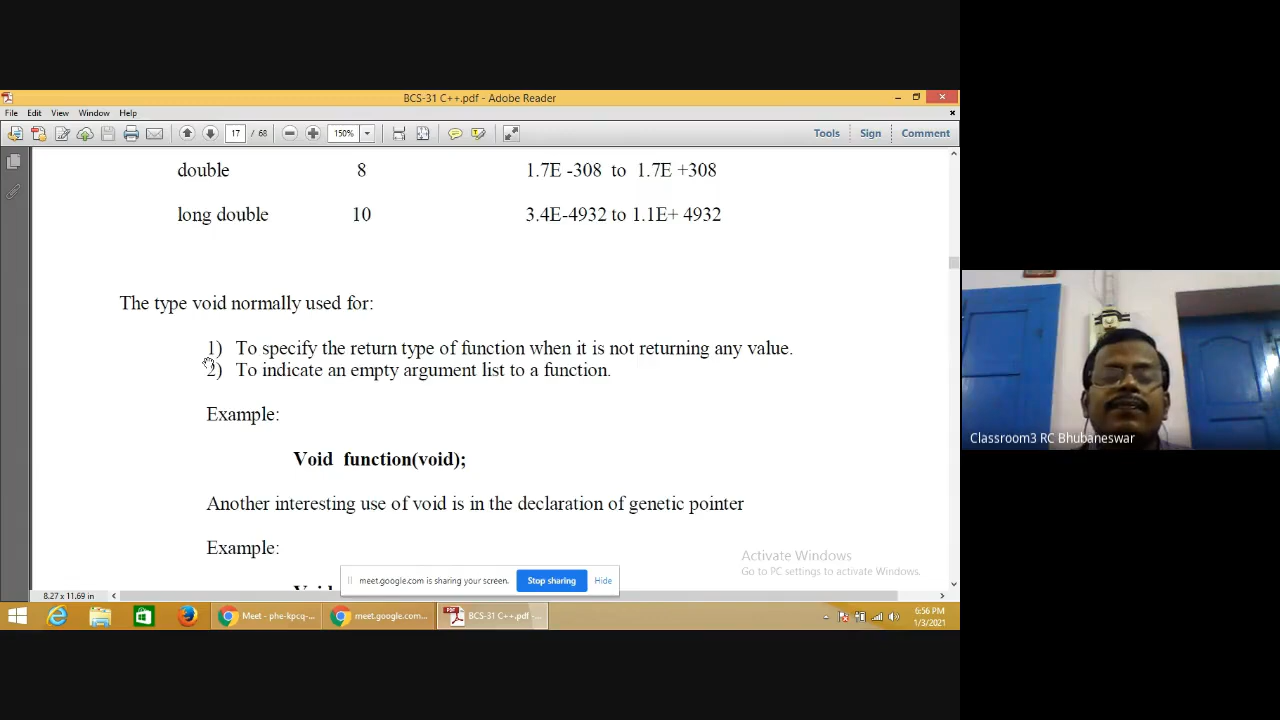 BCS-31 C++.pdf - Adobe Reader
File Edit View Window Help
17 / 68 150% Tools Sign Comment
double 8 1.7E -308 to 1.7E +308
long double 10 3.4E-4932 to 1.1E+ 4932
The type void normally used for:
1) To specify the return type of function when it is not returning any value.
2) To indicate an empty argument list to a function.
Example:
Void function(void);
Another interesting use of void is in the declaration of genetic pointer
Example:
Activate Windows
Go to PC settings to activate Windows.
meet.google.com is sharing your screen. Stop sharing Hide
8.27 x 11.69 in
Meet - phe-kpcq-... meet.google.com... BCS-31 C++.pdf -... 6:56 PM
1/3/2021
Classroom3 RC Bhubaneswar